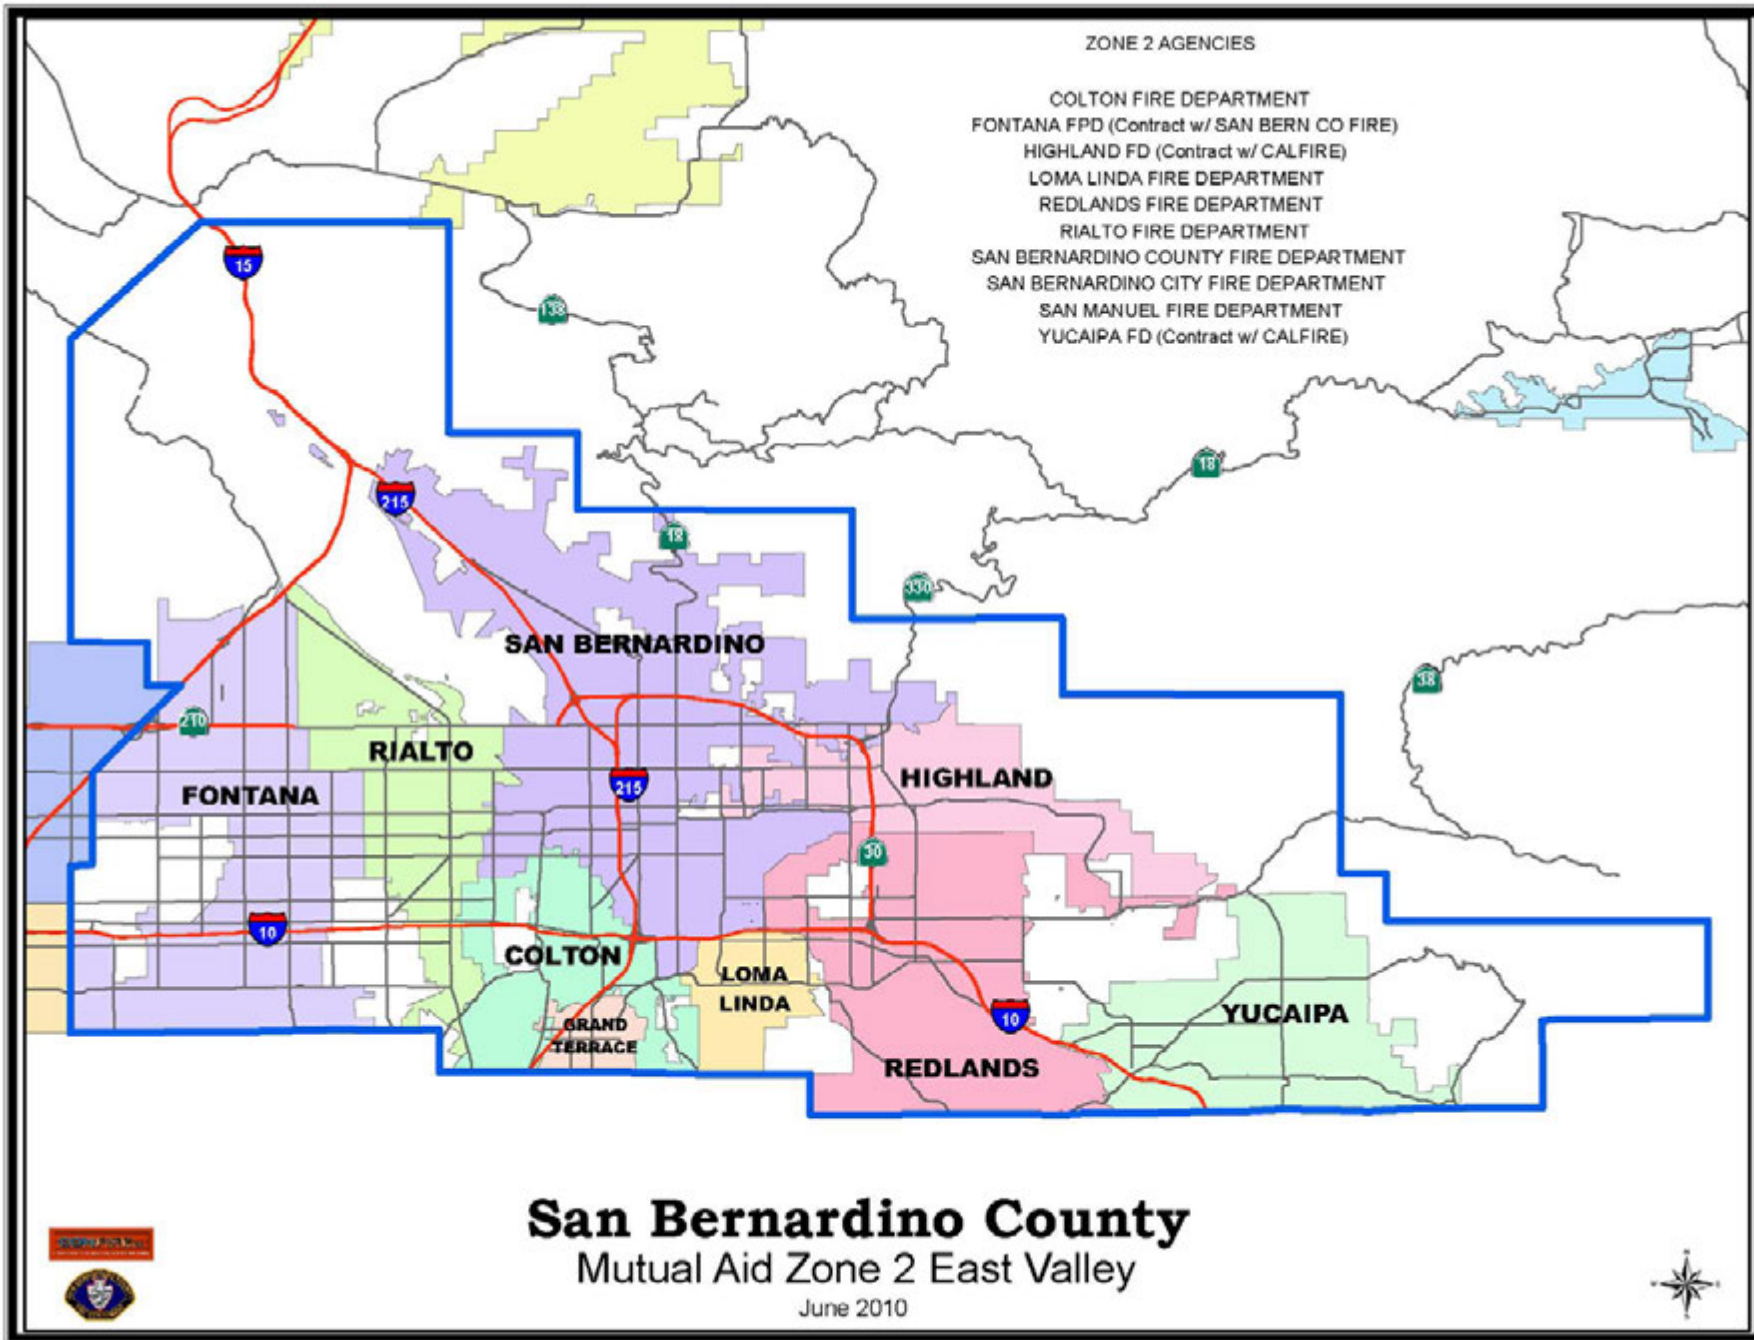 ZONE 2 AGENCIES
COLTON FIRE DEPARTMENT
FONTANA FPD (Contract w/ SAN BERN CO FIRE)
HIGHLAND FD (Contract w/ CALFIRE)
LOMA LINDA FIRE DEPARTMENT
REDLANDS FIRE DEPARTMENT
RIALTO FIRE DEPARTMENT
SAN BERNARDINO COUNTY FIRE DEPARTMENT
SAN BERNARDINO CITY FIRE DEPARTMENT
SAN MANUEL FIRE DEPARTMENT
YUCAIPA FD (Contract w/ CALFIRE)
15
138
18
215
18
330
SAN BERNARDINO
38
210
RIALTO
HIGHLAND
215
FONTANA
30
10
COLTON
LOMA
LINDA
10
YUCAIPA
GRAND
TERRACE
REDLANDS
San Bernardino County
Mutual Aid Zone 2 East Valley
June 2010